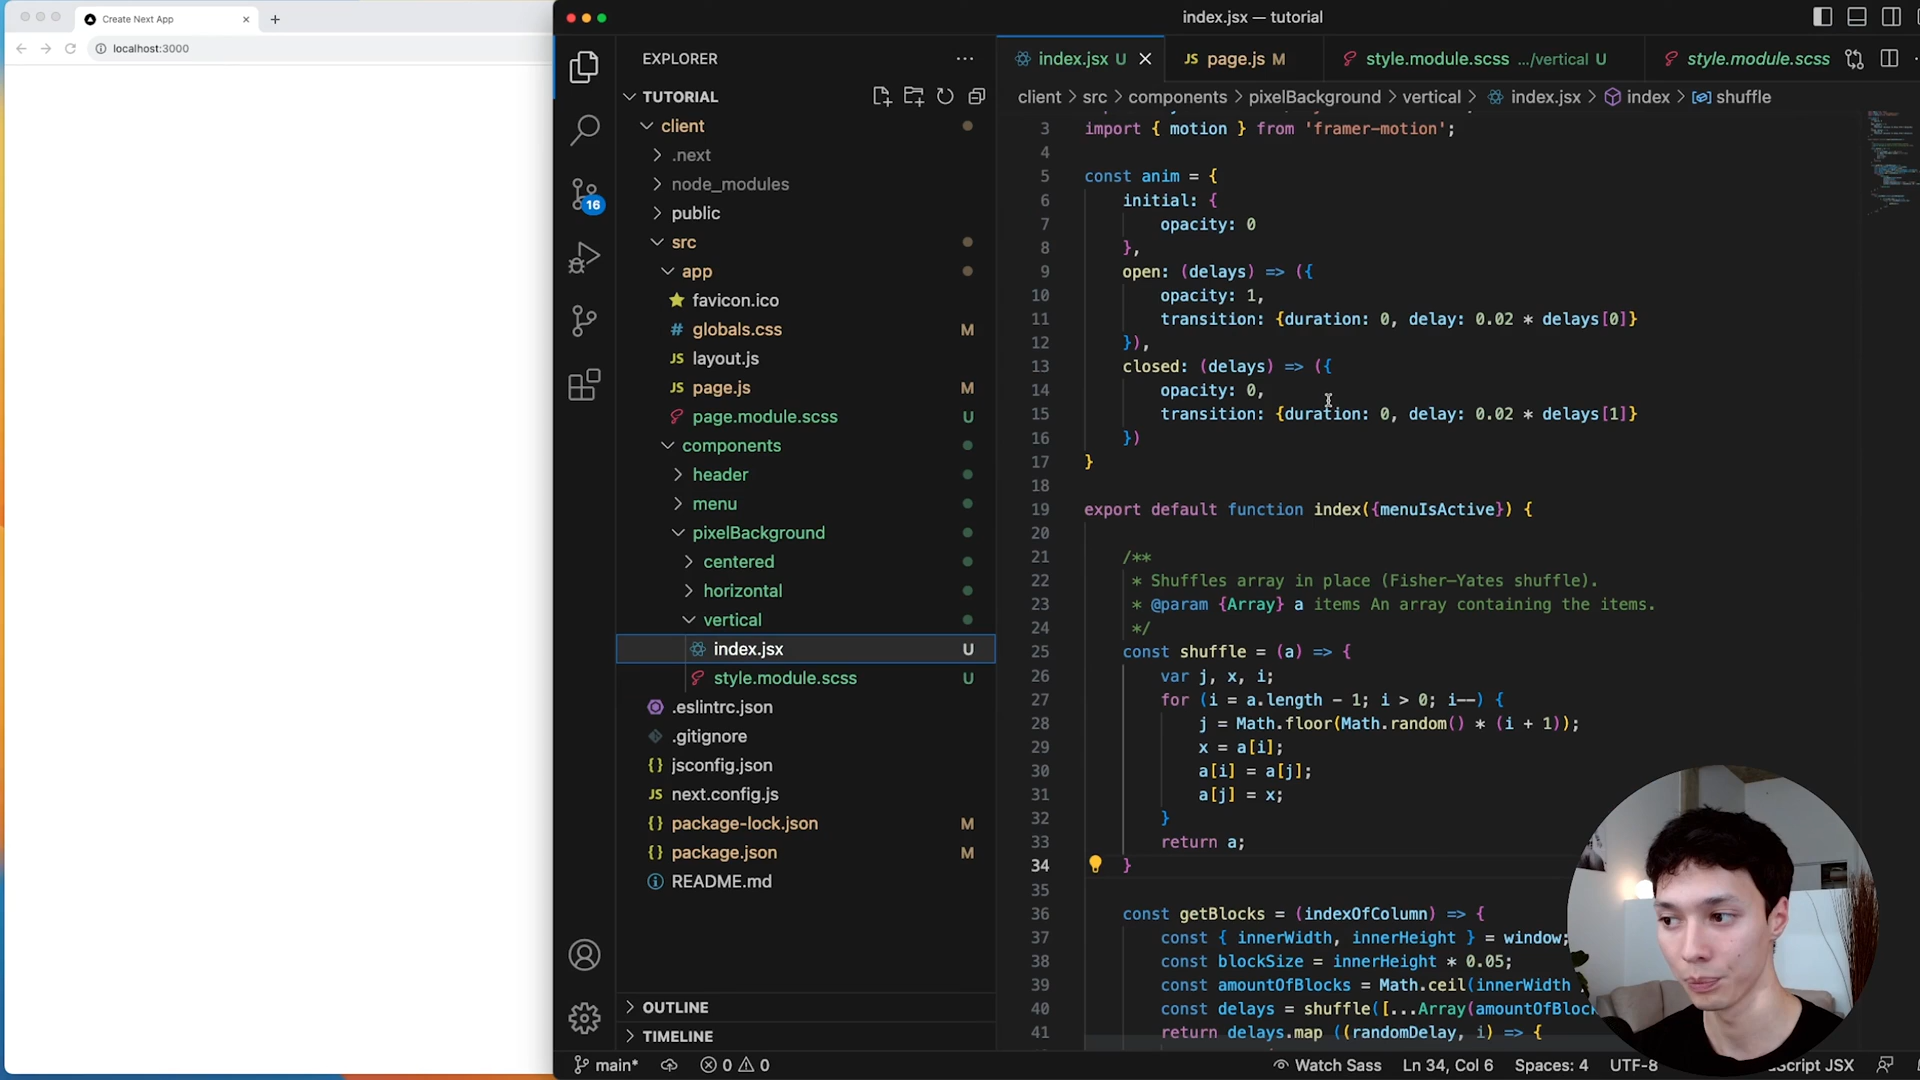 Create Next App
localhost:3000
index.jsx — tutorial
EXPLORER
TUTORIAL
client
.next
node_modules
public
src
app
favicon.ico
# globals.css M
JS layout.js
JS page.js M
page.module.scss U
components
header
menu
pixelBackground
centered
horizontal
vertical
index.jsx U
style.module.scss U
.eslintrc.json
.gitignore
{} jsconfig.json
JS next.config.js
{} package-lock.json M
{} package.json M
README.md
OUTLINE
TIMELINE
16
index.jsx U
JS page.js M
style.module.scss .../vertical U
style.module.scss
client > src > components > pixelBackground > vertical > index.jsx > index > shuffle
3 import { motion } from 'framer-motion';
4
5 const anim = {
6 initial: {
7 opacity: 0
8 },
9 open: (delays) => ({
10 opacity: 1,
11 transition: {duration: 0, delay: 0.02 * delays[0]}
12 }),
13 closed: (delays) => ({
14 opacity: 0,
15 transition: {duration: 0, delay: 0.02 * delays[1]}
16 })
17 }
18
19 export default function index({menuIsActive}) {
20
21 /**
22 * Shuffles array in place (Fisher–Yates shuffle).
23 * @param {Array} a items An array containing the items.
24 */
25 const shuffle = (a) => {
26 var j, x, i;
27 for (i = a.length - 1; i > 0; i--) {
28 j = Math.floor(Math.random() * (i + 1));
29 x = a[i];
30 a[i] = a[j];
31 a[j] = x;
32 }
33 return a;
34 }
35
36 const getBlocks = (indexOfColumn) => {
37 const { innerWidth, innerHeight } = window;
38 const blockSize = innerHeight * 0.05;
39 const amountOfBlocks = Math.ceil(innerWidth
40 const delays = shuffle([...Array(amountOfBlock
41 return delays.map ((randomDelay, i) => {
main* 0 0 Watch Sass Ln 34, Col 6 Spaces: 4 UTF-8 Script JSX